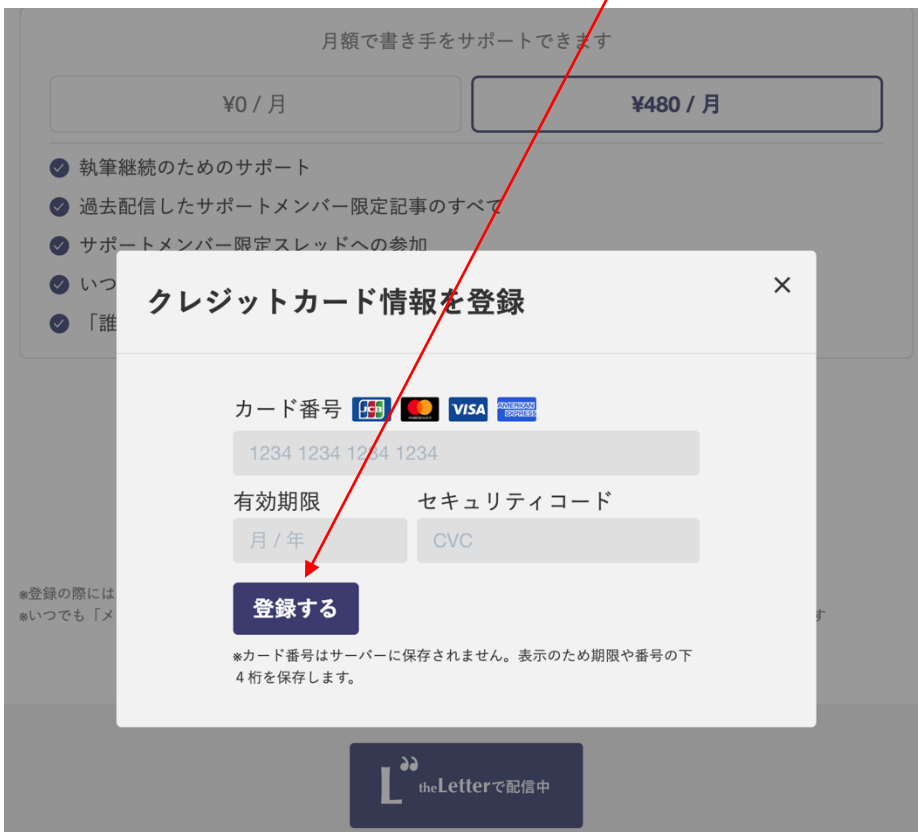 月額で書き手をサポートできます
¥0 / 月
¥480 / 月
執筆継続のためのサポート
過去配信したサポートメンバー限定記事のすべて
サポートメンバー限定スレッドへの参加
いつ
「誰
クレジットカード情報を登録
カード番号 JCB mastercard VISA AMERICAN EXPRESS
1234 1234 1234 1234
有効期限 セキュリティコード
月 / 年 CVC
登録する
※カード番号はサーバーに保存されません。表示のため期限や番号の下
4 桁を保存します。
※登録の際には
※いつでも「メ す
L” theLetterで配信中